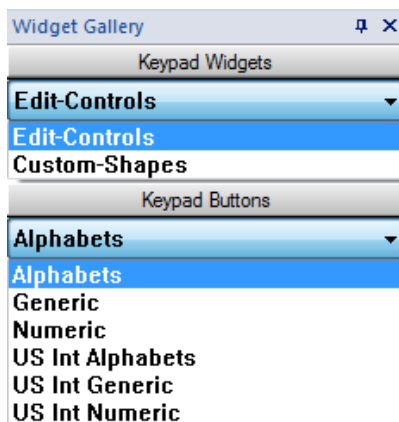 Widget Gallery
Keypad Widgets
Edit-Controls
Edit-Controls
Custom-Shapes
Keypad Buttons
Alphabets
Alphabets
Generic
Numeric
US Int Alphabets
US Int Generic
US Int Numeric